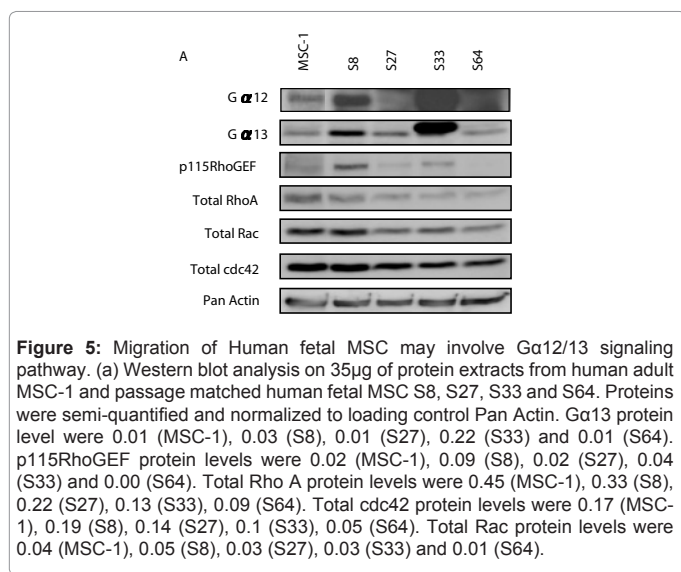 A
MSC-1 S8 S27 S33 S64
G α12
G α13
p115RhoGEF
Total RhoA
Total Rac
Total cdc42
Pan Actin
Figure 5: Migration of Human fetal MSC may involve Gα12/13 signaling
pathway. (a) Western blot analysis on 35µg of protein extracts from human adult
MSC-1 and passage matched human fetal MSC S8, S27, S33 and S64. Proteins
were semi-quantified and normalized to loading control Pan Actin. Gα13 protein
level were 0.01 (MSC-1), 0.03 (S8), 0.01 (S27), 0.22 (S33) and 0.01 (S64).
p115RhoGEF protein levels were 0.02 (MSC-1), 0.09 (S8), 0.02 (S27), 0.04
(S33) and 0.00 (S64). Total Rho A protein levels were 0.45 (MSC-1), 0.33 (S8),
0.22 (S27), 0.13 (S33), 0.09 (S64). Total cdc42 protein levels were 0.17 (MSC-
1), 0.19 (S8), 0.14 (S27), 0.1 (S33), 0.05 (S64). Total Rac protein levels were
0.04 (MSC-1), 0.05 (S8), 0.03 (S27), 0.03 (S33) and 0.01 (S64).